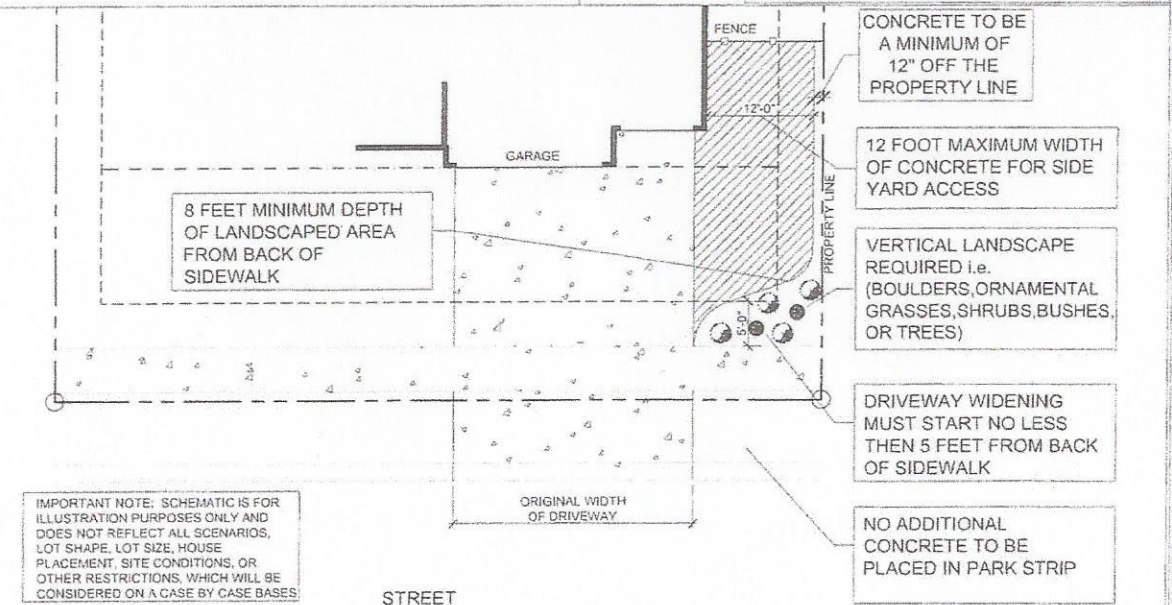 FENCE
CONCRETE TO BE
A MINIMUM OF
12" OFF THE
PROPERTY LINE
12'-0"
12 FOOT MAXIMUM WIDTH
OF CONCRETE FOR SIDE
YARD ACCESS
GARAGE
8 FEET MINIMUM DEPTH
OF LANDSCAPED AREA
FROM BACK OF
SIDEWALK
PROPERTY LINE
VERTICAL LANDSCAPE
REQUIRED i.e.
(BOULDERS,ORNAMENTAL
GRASSES,SHRUBS,BUSHES,
OR TREES)
5'-0"
DRIVEWAY WIDENING
MUST START NO LESS
THEN 5 FEET FROM BACK
OF SIDEWALK
ORIGINAL WIDTH
OF DRIVEWAY
NO ADDITIONAL
CONCRETE TO BE
PLACED IN PARK STRIP
IMPORTANT NOTE: SCHEMATIC IS FOR
ILLUSTRATION PURPOSES ONLY AND
DOES NOT REFLECT ALL SCENARIOS,
LOT SHAPE, LOT SIZE, HOUSE
PLACEMENT, SITE CONDITIONS, OR
OTHER RESTRICTIONS, WHICH WILL BE
CONSIDERED ON A CASE BY CASE BASES
STREET